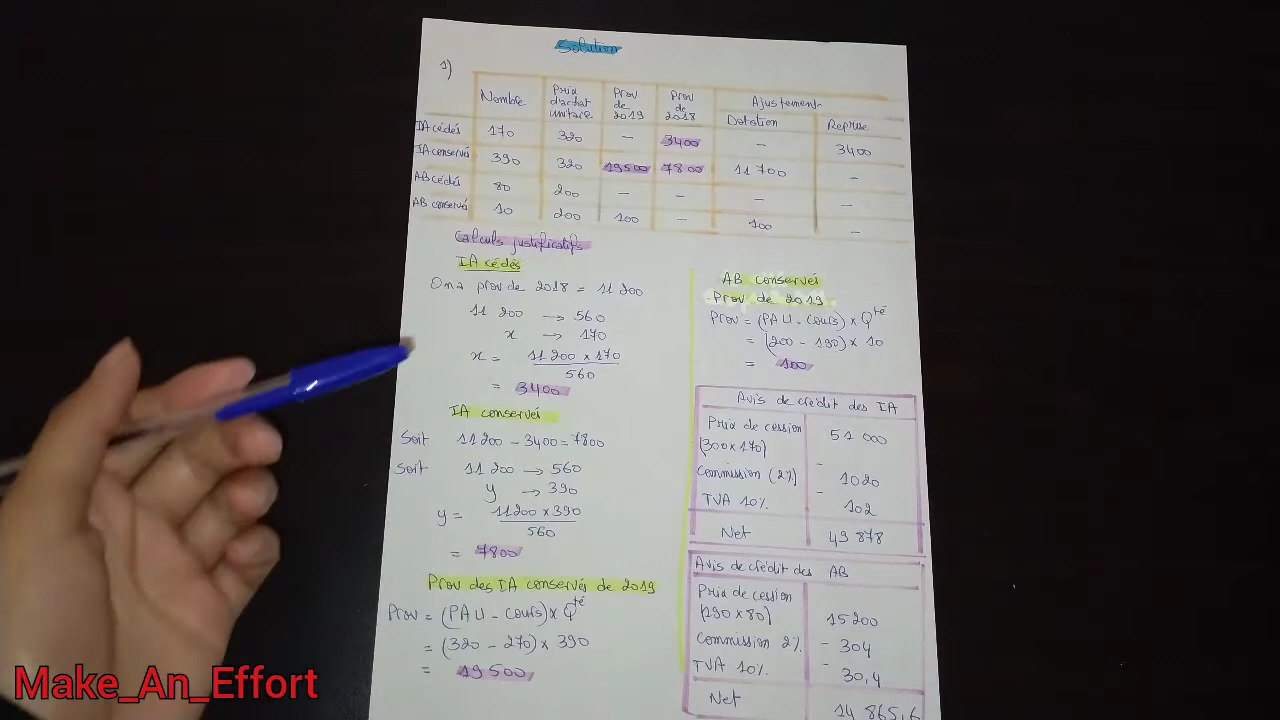 Solution
1)
Nombre | Prix d'achat unitaire | Prov de 2019 | Prov de 2018 | Ajustement
Dotation | Reprise
IA cédés | 170 | 320 | - | 3400 | - | 3400
IA conservé | 390 | 320 | 19500 | 7800 | 11 700 | -
AB cédés | 80 | 200 | - | - | - | -
AB conservé | 10 | 200 | 100 | - | 100 | -
Calculs justificatifs
IA cédés
On a prov de 2018 = 11 200
11 200 → 560
x → 170
x = 11 200 x 170
560
= 3400
IA conservé
Soit 11 200 - 3400 = 7800
Soit 11 200 → 560
y → 390
y = 11200 x 390
560
= 7800
Prov des IA conservés de 2019
Prov = (PAU - cours) x Qté
= (320 - 270) x 390
= 19 500
AB conservé
Prov de 2019
Prov = (PAU - cours) x Qté
= (200 - 190) x 10
= 100
Avis de crédit des IA
Prix de cession
(300 x 170) | 51 000
Commission (2%) | - 1020
TVA 10% | - 102
Net | 49 878
Avis de crédit des AB
Prix de cession
(190 x 80) | 15 200
Commission 2% | - 304
TVA 10% | - 30,4
Net | 14 865,6
Make_An_Effort